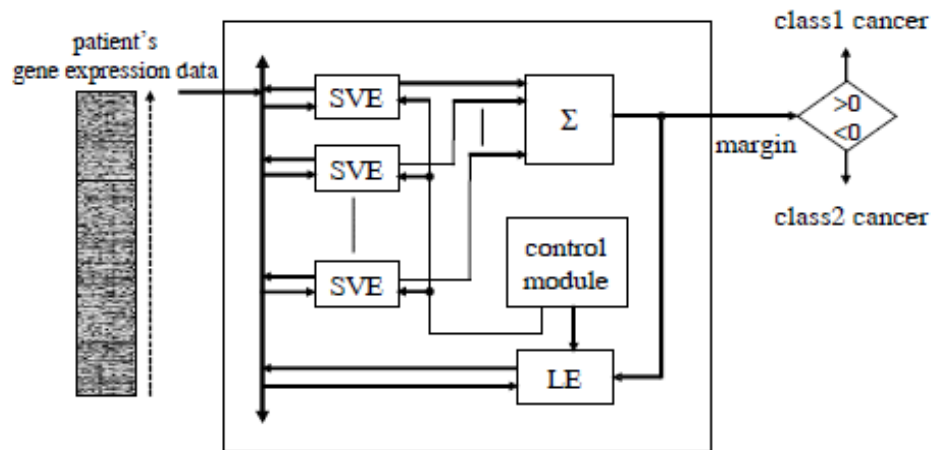 class1 cancer
patient's
gene expression data
SVE
Σ
>0
<0
margin
SVE
class2 cancer
control
module
SVE
LE